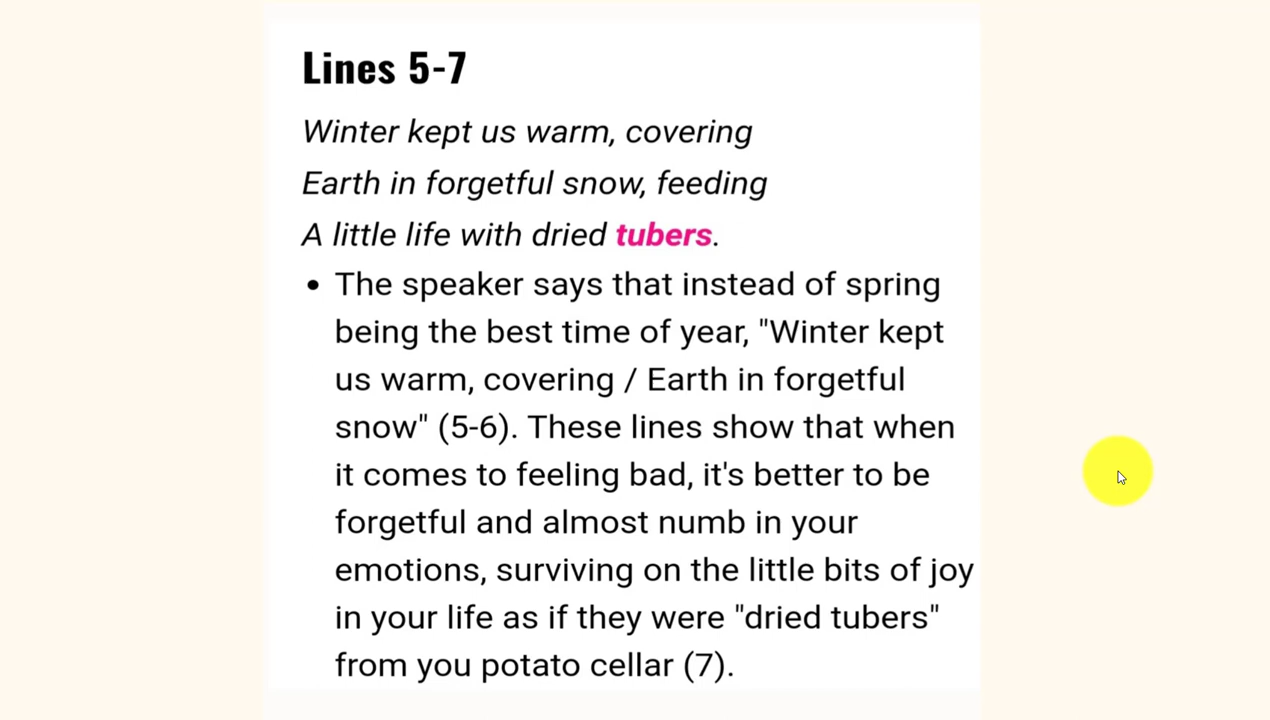 Lines 5-7
Winter kept us warm, covering
Earth in forgetful snow, feeding
A little life with dried tubers.
• The speaker says that instead of spring
being the best time of year, "Winter kept
us warm, covering / Earth in forgetful
snow" (5-6). These lines show that when
it comes to feeling bad, it's better to be
forgetful and almost numb in your
emotions, surviving on the little bits of joy
in your life as if they were "dried tubers"
from you potato cellar (7).